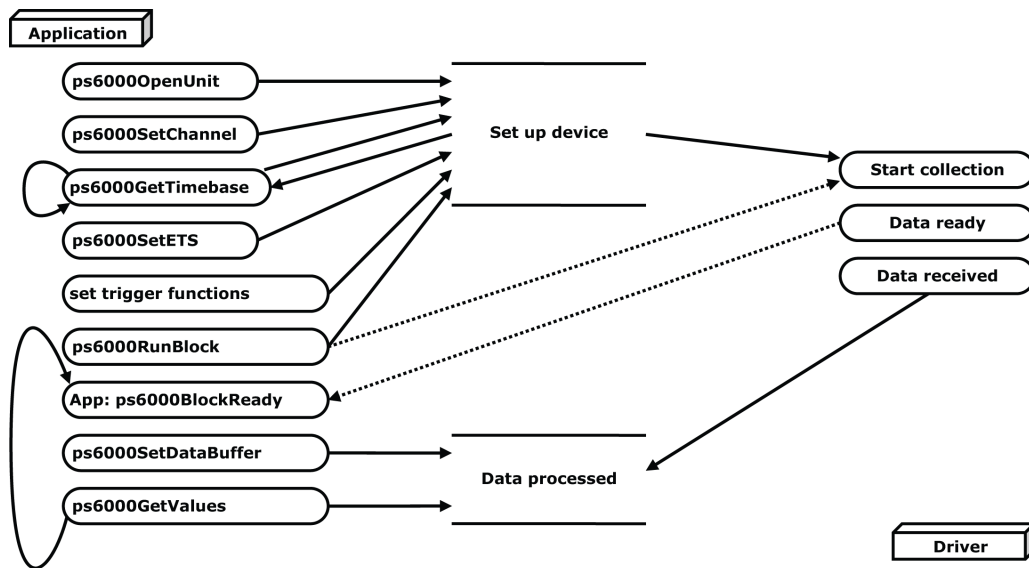 Application
ps6000OpenUnit
ps6000SetChannel
Set up device
ps6000GetTimebase
Start collection
ps6000SetETS
Data ready
set trigger functions
Data received
ps6000RunBlock
App: ps6000BlockReady
ps6000SetDataBuffer
Data processed
ps6000GetValues
Driver